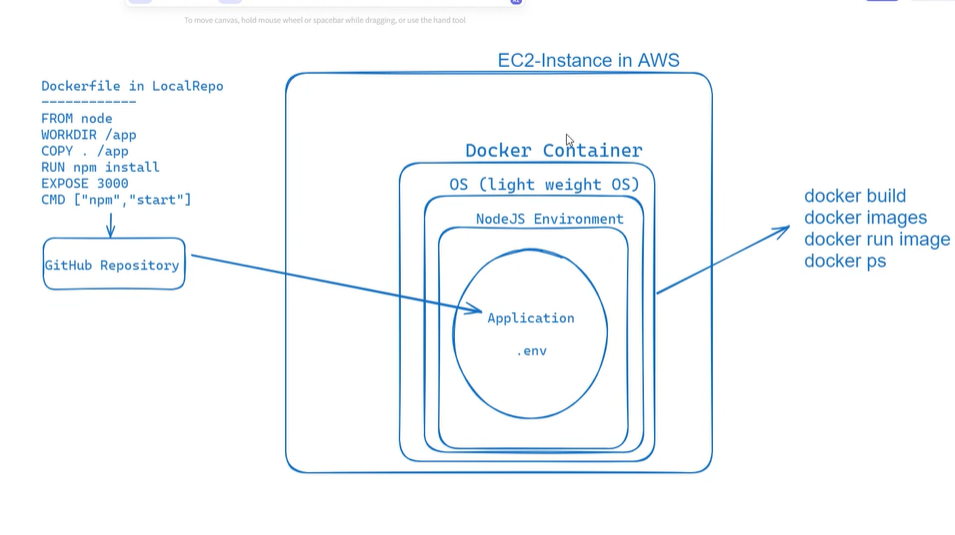 To move canvas, hold mouse wheel or spacebar while dragging, or use the hand tool
EC2-Instance in AWS
Dockerfile in LocalRepo
------------
FROM node
WORKDIR /app
COPY . /app
RUN npm install
EXPOSE 3000
CMD ["npm","start"]
GitHub Repository
Docker Container
OS (light weight OS)
NodeJS Environment
Application
.env
docker build
docker images
docker run image
docker ps